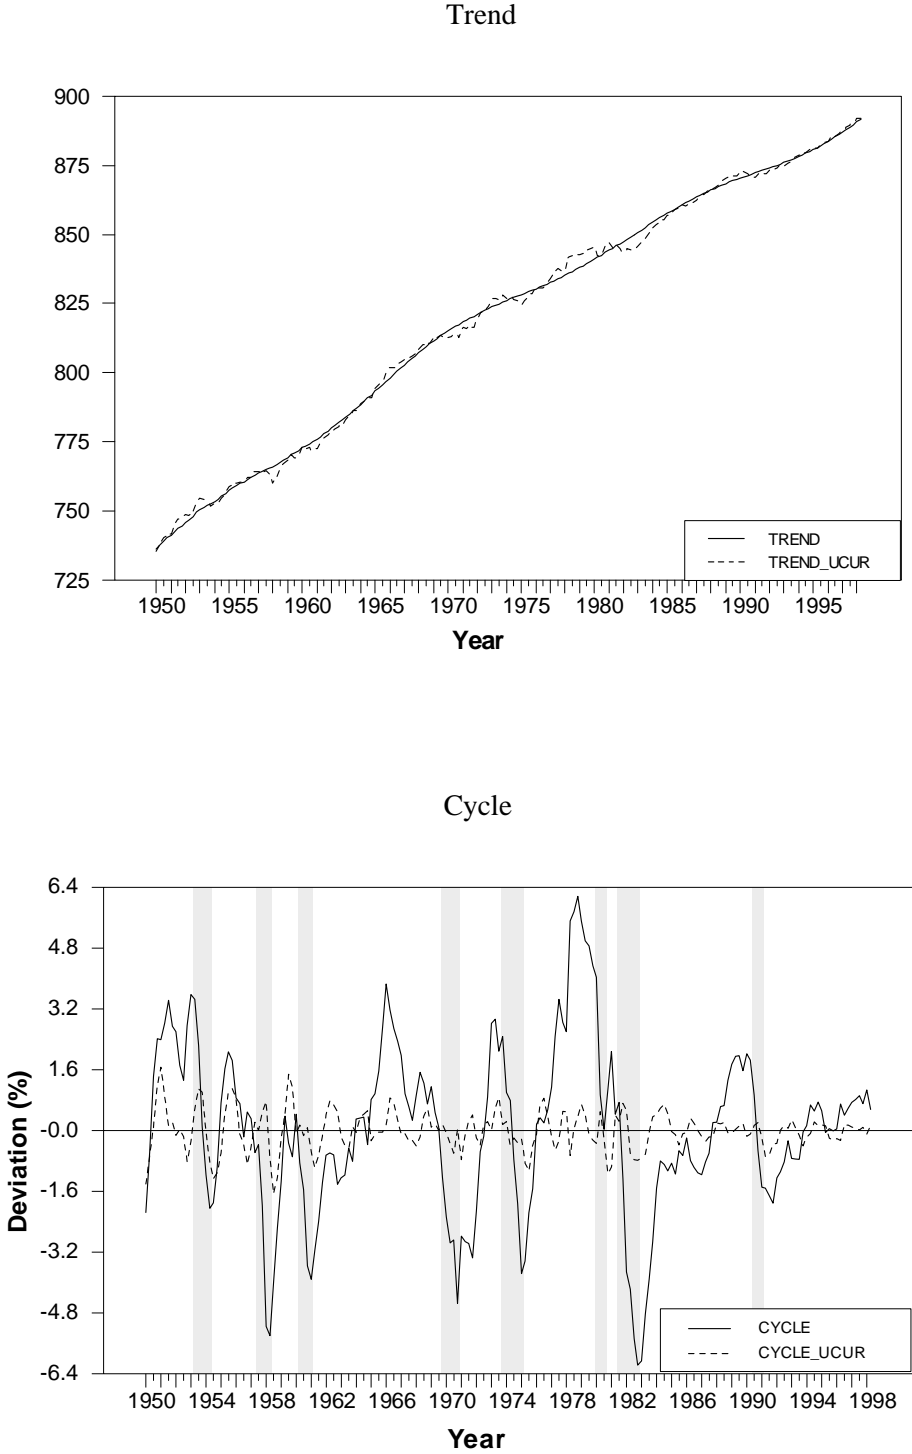 Trend
900
875
850
825
800
775
750
725
TREND
TREND_UCUR
1950 1955 1960 1965 1970 1975 1980 1985 1990 1995
Year
Cycle
6.4
4.8
3.2
1.6
-0.0
-1.6
-3.2
-4.8
-6.4
Deviation (%)
CYCLE
CYCLE_UCUR
1950 1954 1958 1962 1966 1970 1974 1978 1982 1986 1990 1994 1998
Year